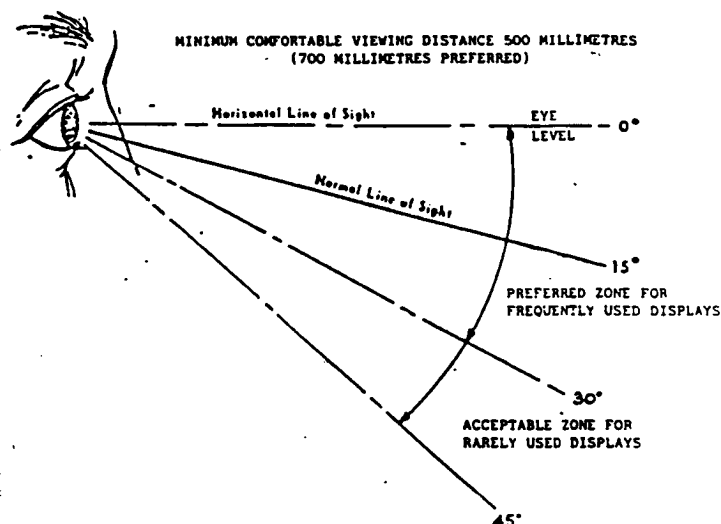 MINIMUM COMFORTABLE VIEWING DISTANCE 500 MILLIMETRES
(700 MILLIMETRES PREFERRED)
Horizontal Line of Sight
EYE
LEVEL
0°
Normal Line of Sight
15°
PREFERRED ZONE FOR
FREQUENTLY USED DISPLAYS
30°
ACCEPTABLE ZONE FOR
RARELY USED DISPLAYS
45°